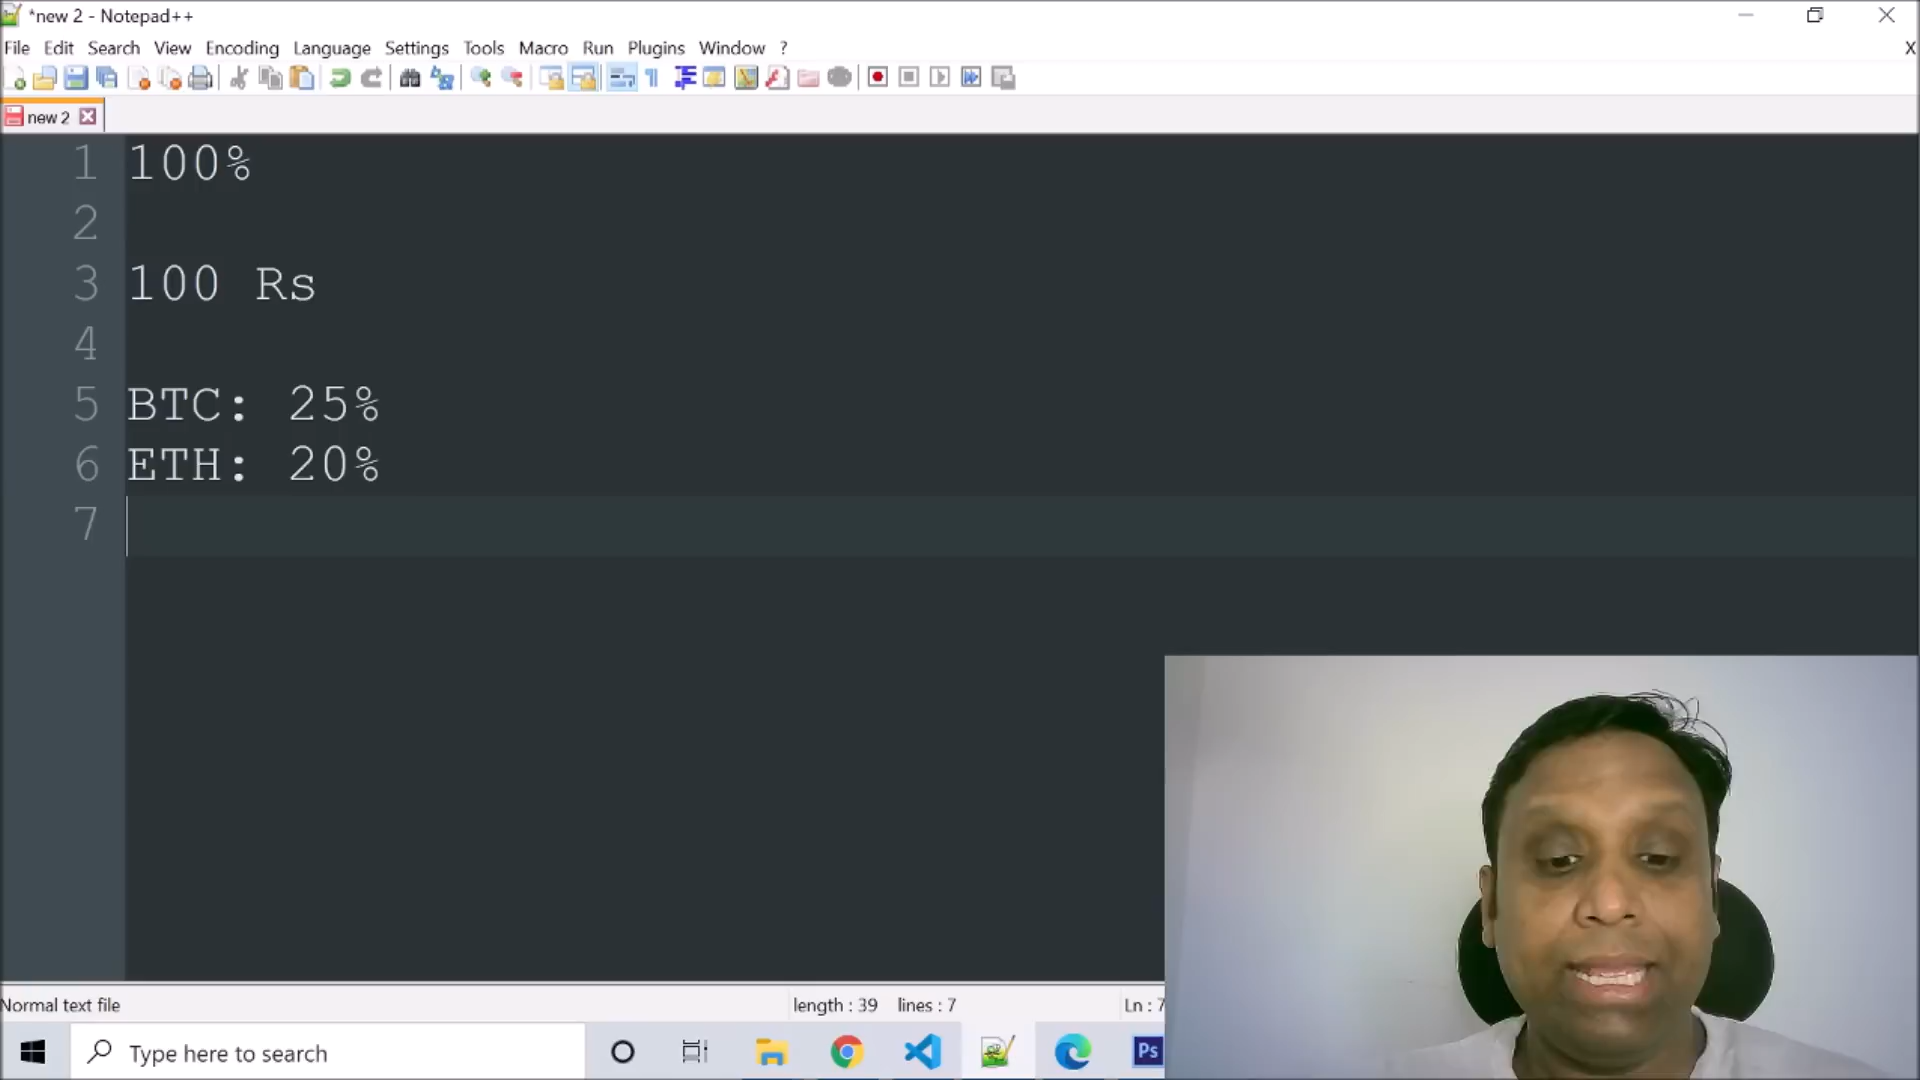 *new 2 - Notepad++
File Edit Search View Encoding Language Settings Tools Macro Run Plugins Window ? X
new 2
1 100%
2
3 100 Rs
4
5 BTC: 25%
6 ETH: 20%
7
Normal text file length : 39 lines : 7 Ln : 7
Type here to search Ps